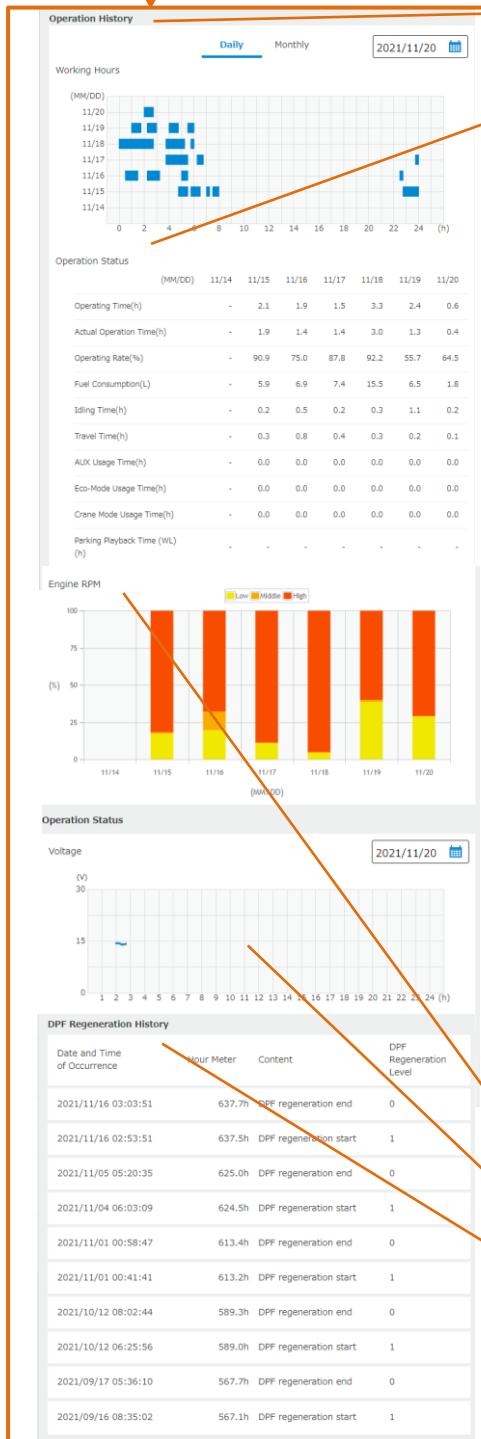 Operation History
Daily Monthly 2021/11/20
Working Hours
(MM/DD)
11/20
11/19
11/18
11/17
11/16
11/15
11/14
0 2 4 6 8 10 12 14 16 18 20 22 24 (h)
Operation Status
(MM/DD) 11/14 11/15 11/16 11/17 11/18 11/19 11/20
Operating Time(h) - 2.1 1.9 1.5 3.3 2.4 0.6
Actual Operation Time(h) - 1.9 1.4 1.4 3.0 1.3 0.4
Operating Rate(%) - 90.9 75.0 87.8 92.2 55.7 64.5
Fuel Consumption(L) - 5.9 6.9 7.4 15.5 6.5 1.8
Idling Time(h) - 0.2 0.5 0.2 0.3 1.1 0.2
Travel Time(h) - 0.3 0.8 0.4 0.3 0.2 0.1
AUX Usage Time(h) - 0.0 0.0 0.0 0.0 0.0 0.0
Eco-Mode Usage Time(h) - 0.0 0.0 0.0 0.0 0.0 0.0
Crane Mode Usage Time(h) - 0.0 0.0 0.0 0.0 0.0 0.0
Parking Playback Time (WL)
(h) - - - - - - -
Engine RPM
Low Middle High
100
75
(%) 50
25
0
11/14 11/15 11/16 11/17 11/18 11/19 11/20
(MM/DD)
Operation Status
Voltage 2021/11/20
(V)
30
15
0
1 2 3 4 5 6 7 8 9 10 11 12 13 14 15 16 17 18 19 20 21 22 23 24 (h)
DPF Regeneration History
Date and Time
of Occurrence Hour Meter Content DPF
Regeneration
Level
2021/11/16 03:03:51 637.7h DPF regeneration end 0
2021/11/16 02:53:51 637.5h DPF regeneration start 1
2021/11/05 05:20:35 625.0h DPF regeneration end 0
2021/11/04 06:03:09 624.5h DPF regeneration start 1
2021/11/01 00:58:47 613.4h DPF regeneration end 0
2021/11/01 00:41:41 613.2h DPF regeneration start 1
2021/10/12 08:02:44 589.3h DPF regeneration end 0
2021/10/12 06:25:56 589.0h DPF regeneration start 1
2021/09/17 05:36:10 567.7h DPF regeneration end 0
2021/09/16 08:35:02 567.1h DPF regeneration start 1